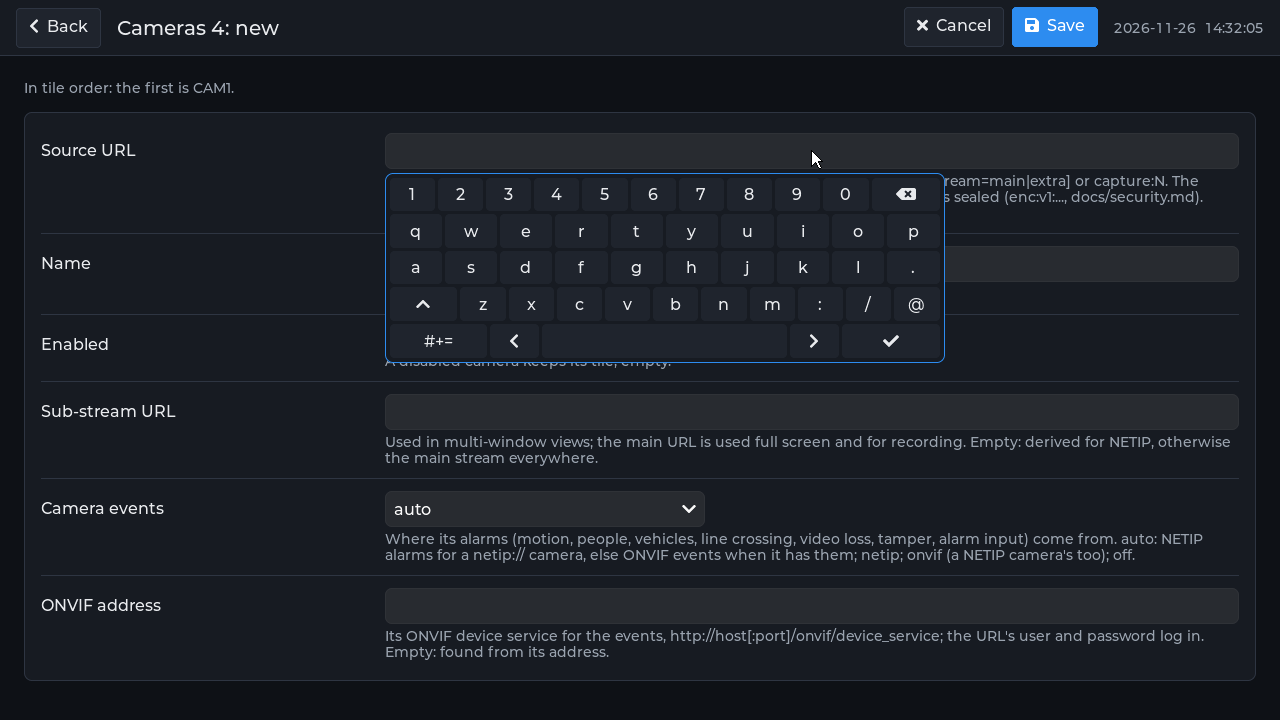 Back
Cameras 4: new
Cancel
Save
2026-11-26 14:32:05
In tile order: the first is CAM1.
Source URL
ream=main|extra] or capture:N. The
s sealed (enc:v1:..., docs/security.md).
1 2 3 4 5 6 7 8 9 0
q w e r t y u i o p
a s d f g h j k l .
z x c v b n m : / @
#+=
Name
Enabled
A disabled camera keeps its tile, empty.
Sub-stream URL
Used in multi-window views; the main URL is used full screen and for recording. Empty: derived for NETIP, otherwise
the main stream everywhere.
Camera events
auto
Where its alarms (motion, people, vehicles, line crossing, video loss, tamper, alarm input) come from. auto: NETIP
alarms for a netip:// camera, else ONVIF events when it has them; netip; onvif (a NETIP camera's too); off.
ONVIF address
Its ONVIF device service for the events, http://host[:port]/onvif/device_service; the URL's user and password log in.
Empty: found from its address.